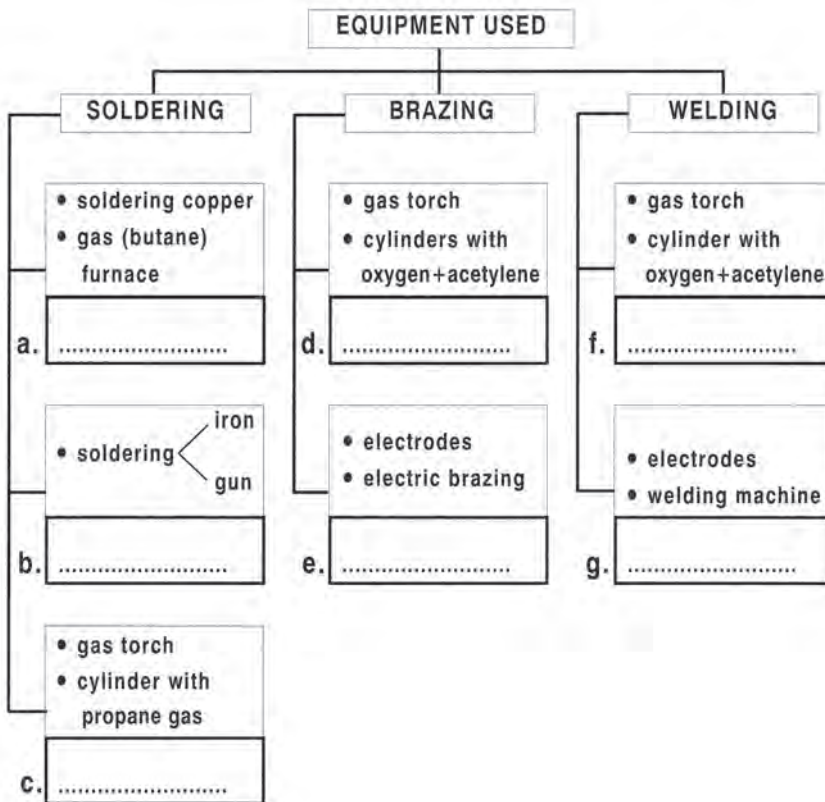 EQUIPMENT USED
SOLDERING
• soldering copper
• gas (butane)
furnace
a. ............................
b. ............................
• soldering
iron
gun
c. ............................
• gas torch
• cylinder with
propane gas
BRAZING
• gas torch
• cylinders with
oxygen+acetylene
d. ............................
• electrodes
• electric brazing
e. ............................
WELDING
• gas torch
• cylinder with
oxygen+acetylene
f. ............................
• electrodes
• welding machine
g. ............................